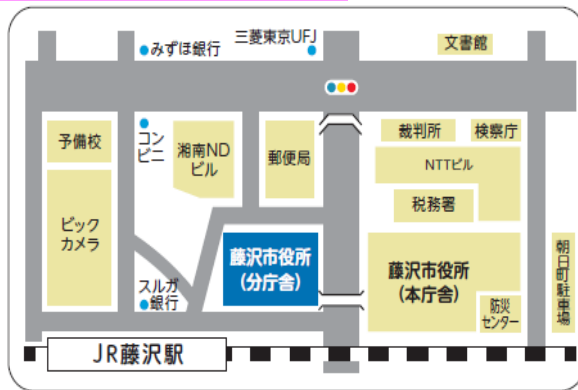 三菱東京UFJ
みずほ銀行
文書館
予備校
コン
ビニ
湘南ND
ビル
郵便局
裁判所
検察庁
NTTビル
税務署
ビック
カメラ
藤沢市役所
(分庁舎)
藤沢市役所
(本庁舎)
朝日町駐車場
スルガ
銀行
防災
センター
JR藤沢駅